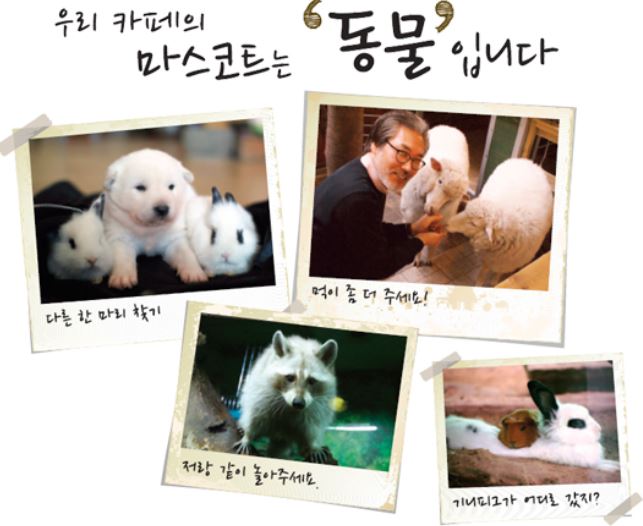 우리 카페의
마스코트는 '동물'입니다
다른 한 마리 찾기
먹이 좀 더 주세요!
저랑 같이 놀아주세요.
기니피그가 어디로 갔지?